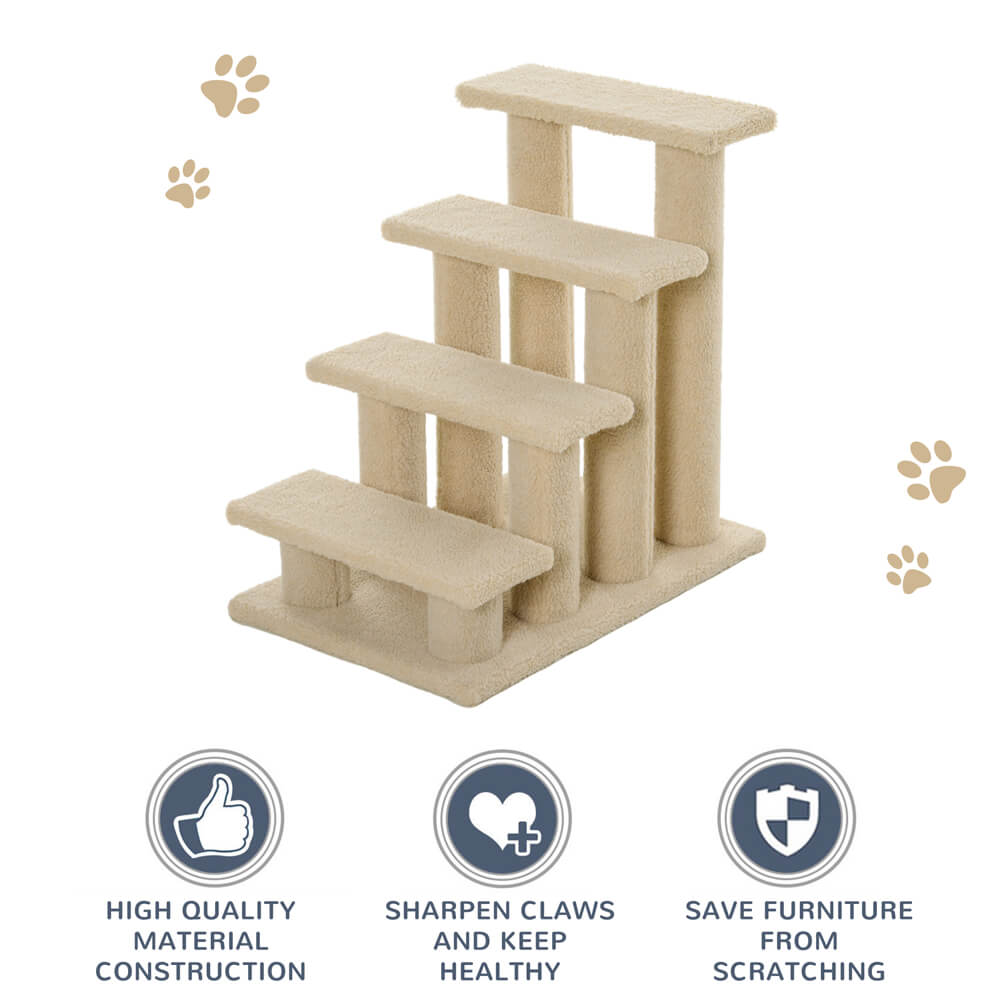 HIGH QUALITY
MATERIAL
CONSTRUCTION
SHARPEN CLAWS
AND KEEP
HEALTHY
SAVE FURNITURE
FROM
SCRATCHING